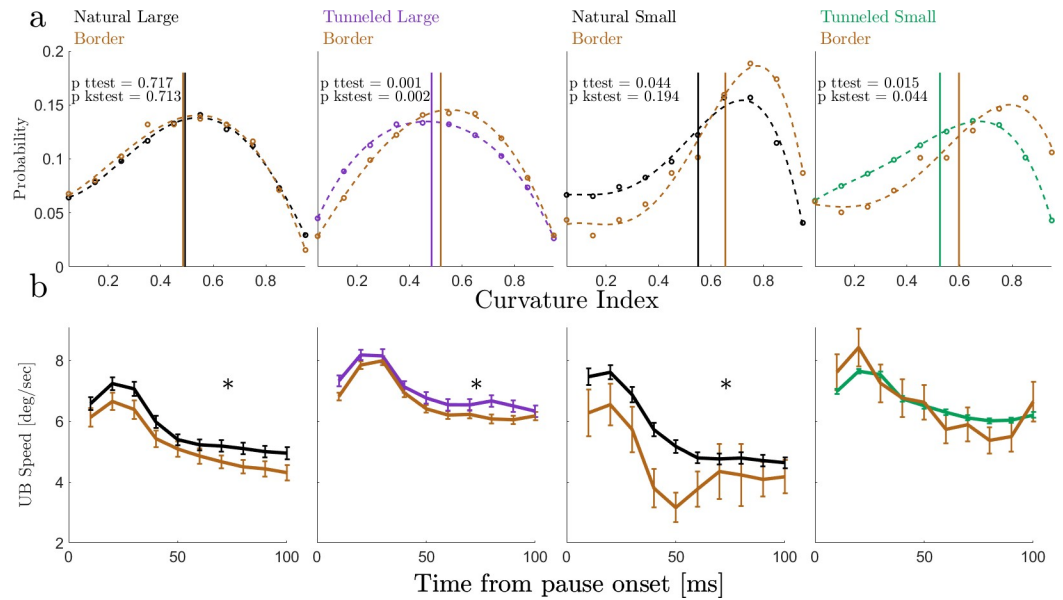 a
Natural Large
Border
Tunneled Large
Border
Natural Small
Border
Tunneled Small
Border
0.2
0.15
0.1
0.05
0
Probability
p ttest = 0.717
p kstest = 0.713
p ttest = 0.001
p kstest = 0.002
p ttest = 0.044
p kstest = 0.194
p ttest = 0.015
p kstest = 0.044
0.2 0.4 0.6 0.8
0.2 0.4 0.6 0.8
0.2 0.4 0.6 0.8
0.2 0.4 0.6 0.8
Curvature Index
b
8
6
4
2
UB Speed [deg/sec]
*
*
*
0 50 100
0 50 100
0 50 100
0 50 100
Time from pause onset [ms]